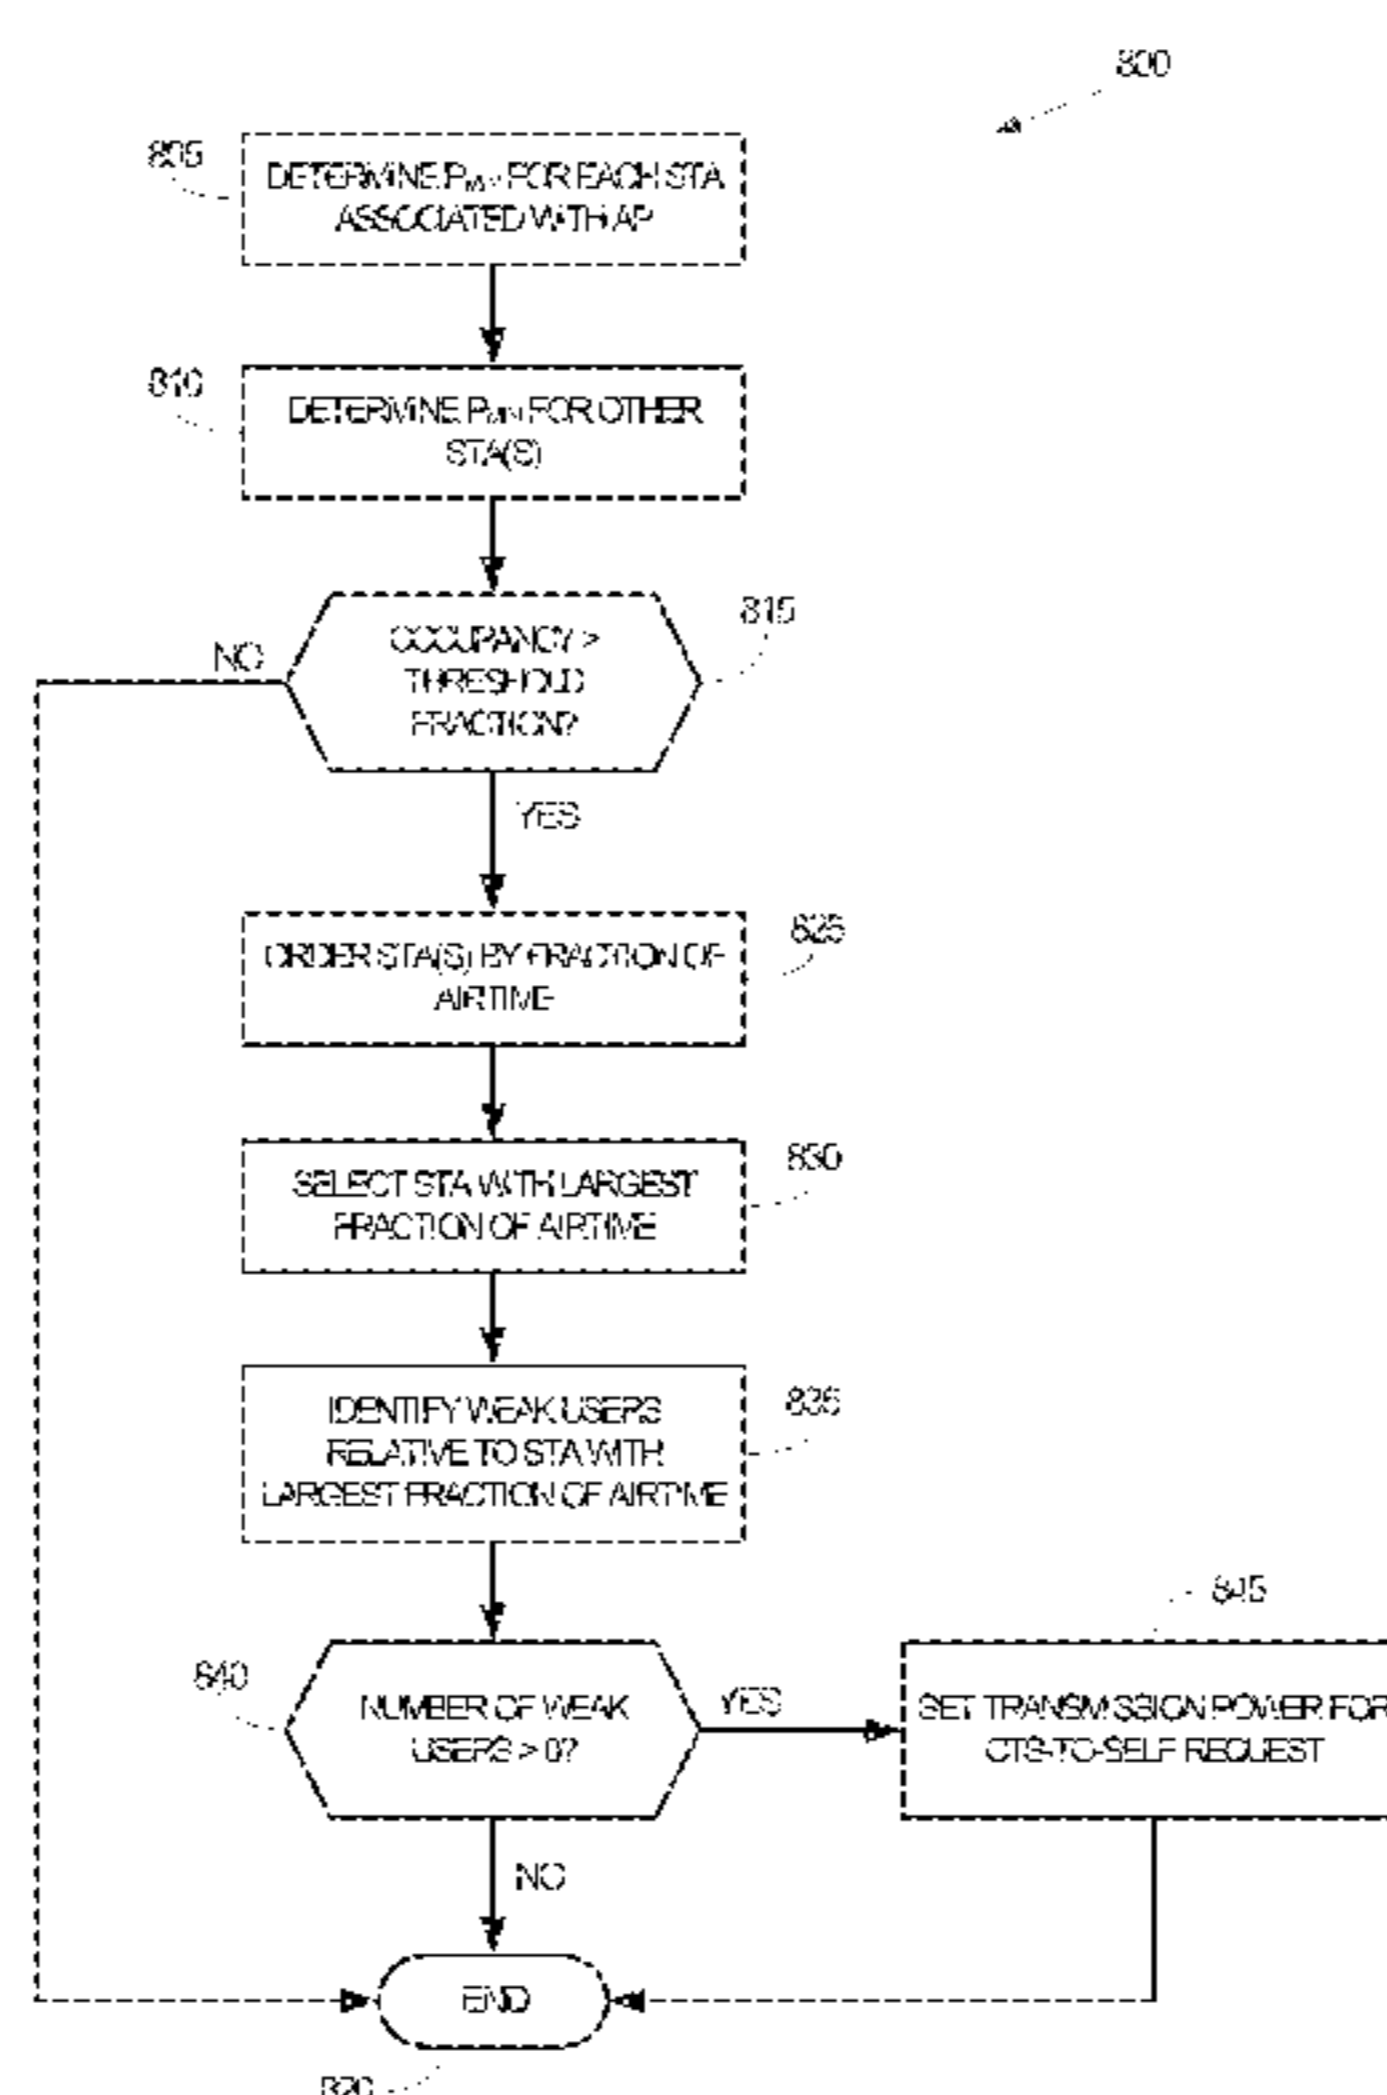 800
805
DETERMINE PMIN FOR EACH STA
ASSOCIATED WITH AP
810
DETERMINE PMIN FOR OTHER
STA(S)
815
OCCUPANCY >
THRESHOLD
FRACTION?
NO
YES
825
ORDER STA(S) BY FRACTION OF
AIRTIME
830
SELECT STA WITH LARGEST
FRACTION OF AIRTIME
835
IDENTIFY WEAK USERS
RELATIVE TO STA WITH
LARGEST FRACTION OF AIRTIME
840
NUMBER OF WEAK
USERS > 0?
YES
845
SET TRANSMISSION POWER FOR
CTS-TO-SELF REQUEST
NO
END
820